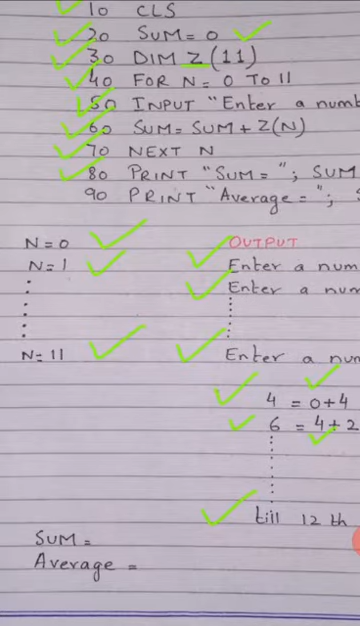 10 CLS
20 SUM = 0
30 DIM Z (11)
40 FOR N = 0 TO 11
50 INPUT "Enter a numb
60 SUM = SUM + Z(N)
70 NEXT N
80 PRINT "SUM = "; SUM
90 PRINT "Average = ";
N = 0
OUTPUT
N = 1
Enter a num
Enter a num
N = 11
Enter a num
4 = 0+4
6 = 4+2
till 12 th
SUM =
Average =